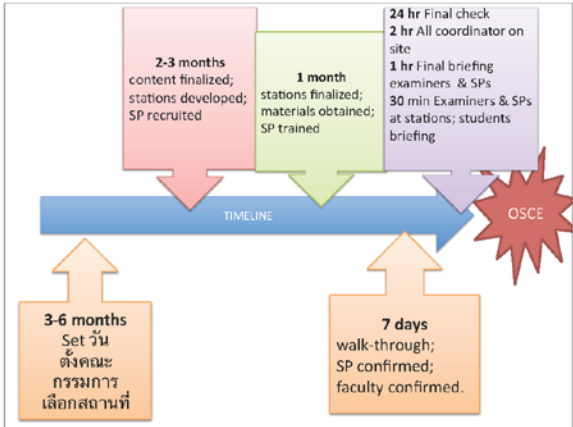 2-3 months
content finalized;
stations developed;
SP recruited
1 month
stations finalized;
materials obtained;
SP trained
24 hr Final check
2 hr All coordinator on
site
1 hr Final briefing
examiners & SPs
30 min Examiners & SPs
at stations; students
briefing
TIMELINE
OSCE
3-6 months
Set วัน
ตั้งคณะ
กรรมการ
เลือกสถานที่
7 days
walk-through;
SP confirmed;
faculty confirmed.